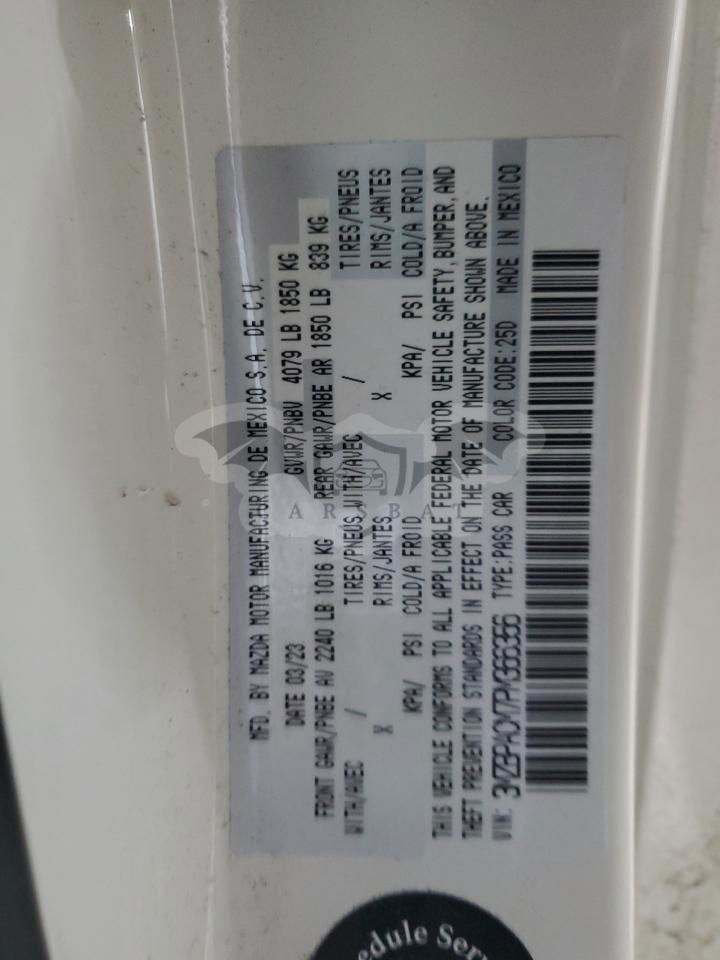 MFD. BY MAZDA MOTOR MANUFACTURING DE MEXICO S.A. DE C.V.
DATE 03/23 GVWR/PNBV 4079 LB 1850 KG
FRONT GAWR/PNBE AV 2240 LB 1016 KG REAR GAWR/PNBE AR 1850 LB 839 KG
WITH/AVEC / TIRES/PNEUS WITH/AVEC / TIRES/PNEUS
X RIMS/JANTES X RIMS/JANTES
KPA/ PSI COLD/A FROID KPA/ PSI COLD/A FROID
THIS VEHICLE CONFORMS TO ALL APPLICABLE FEDERAL MOTOR VEHICLE SAFETY, BUMPER, AND
THEFT PREVENTION STANDARDS IN EFFECT ON THE DATE OF MANUFACTURE SHOWN ABOVE.
VIN: 3MZBPACM7PM366356 TYPE:PASS CAR COLOR CODE:25D MADE IN MEXICO
ARSBAT
edule Serv